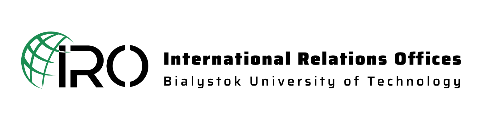 IRO
International Relations Offices
Bialystok University of Technology